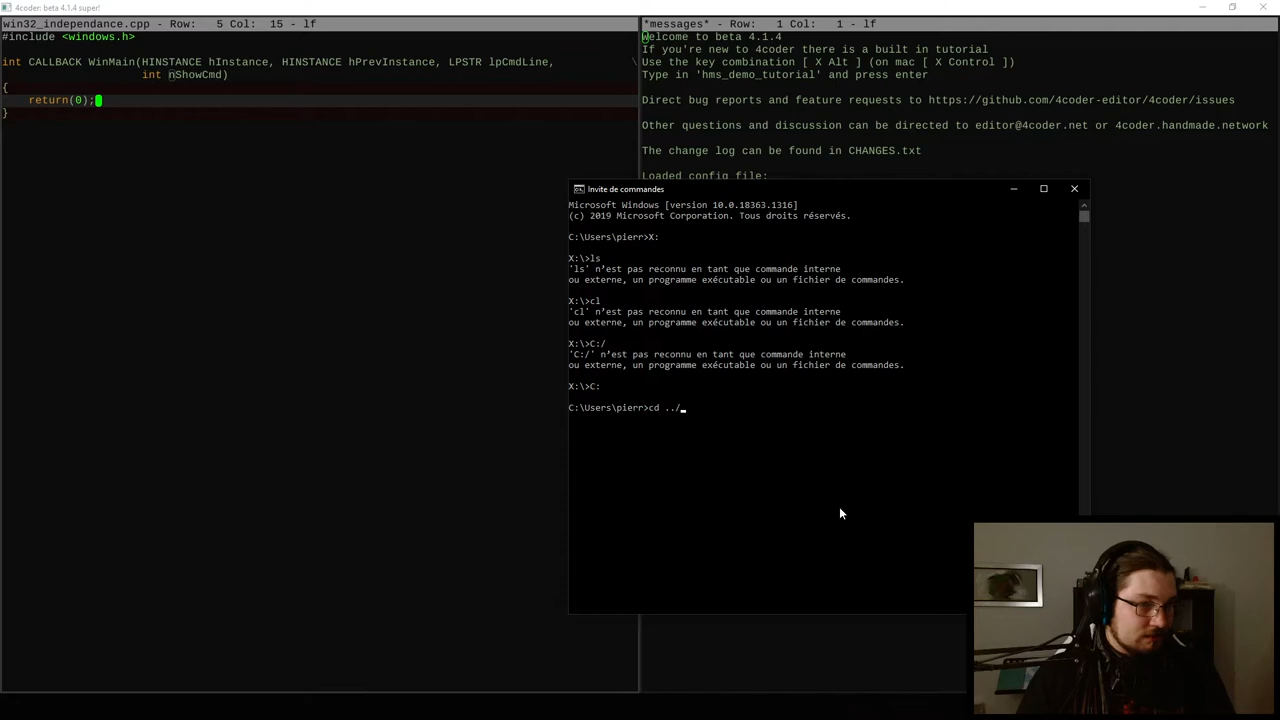 4coder: beta 4.1.4 super!
win32_independance.cpp - Row:   5 Col:  15 - lf
#include <windows.h>
int CALLBACK WinMain(HINSTANCE hInstance, HINSTANCE hPrevInstance, LPSTR lpCmdLine, \
int nShowCmd)
{
return(0);
}
*messages* - Row:   1 Col:   1 - lf
Welcome to beta 4.1.4
If you're new to 4coder there is a built in tutorial
Use the key combination [ X Alt ] (on mac [ X Control ])
Type in 'hms_demo_tutorial' and press enter
Direct bug reports and feature requests to https://github.com/4coder-editor/4coder/issues
Other questions and discussion can be directed to editor@4coder.net or 4coder.handmade.network
The change log can be found in CHANGES.txt
Loaded config file:
Invite de commandes
Microsoft Windows [version 10.0.18363.1316]
(c) 2019 Microsoft Corporation. Tous droits réservés.
C:\Users\pierr>X:
X:\>ls
'ls' n’est pas reconnu en tant que commande interne
ou externe, un programme exécutable ou un fichier de commandes.
X:\>cl
'cl' n’est pas reconnu en tant que commande interne
ou externe, un programme exécutable ou un fichier de commandes.
X:\>C:/
'C:/' n’est pas reconnu en tant que commande interne
ou externe, un programme exécutable ou un fichier de commandes.
X:\>C:
C:\Users\pierr>cd ../